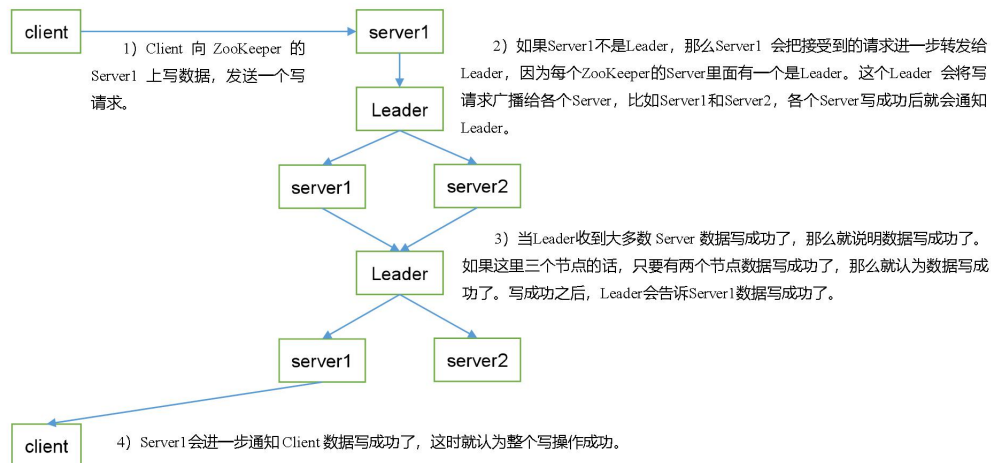 client
server1
1）Client 向 ZooKeeper 的
Server1 上写数据，发送一个写
请求。
2）如果Server1不是Leader，那么Server1 会把接受到的请求进一步转发给
Leader，因为每个ZooKeeper的Server里面有一个是Leader。这个Leader 会将写
请求广播给各个Server，比如Server1和Server2，各个Server写成功后就会通知
Leader。
Leader
server1
server2
3）当Leader收到大多数 Server 数据写成功了，那么就说明数据写成功了。
如果这里三个节点的话，只要有两个节点数据写成功了，那么就认为数据写成
功了。写成功之后，Leader会告诉Server1数据写成功了。
Leader
server1
server2
client
4）Server1会进一步通知 Client 数据写成功了，这时就认为整个写操作成功。